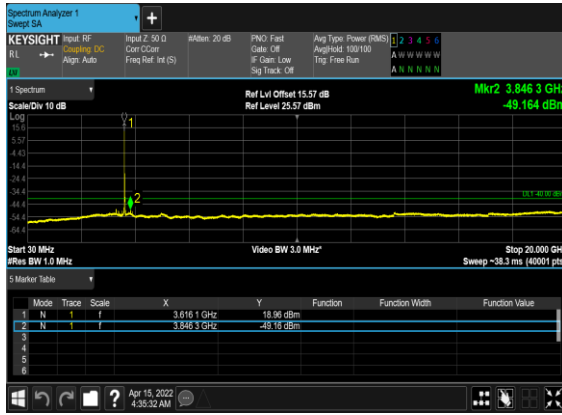 Spectrum Analyzer 1
Swept SA
+
KEYSIGHT Input: RF Input Z: 50 Ω #Atten: 20 dB PNO: Fast Avg Type: Power (RMS) 1 2 3 4 5 6
RL Coupling: DC Corr CCorr Gate: Off Avg|Hold: 100/100 A W W W W W
Align: Auto Freq Ref: Int (S) IF Gain: Low Trig: Free Run
Sig Track: Off A N N N N N
1 Spectrum
Scale/Div 10 dB Ref Lvl Offset 15.57 dB Mkr2 3.846 3 GHz
Ref Level 25.57 dBm -49.164 dBm
Log
15.6
5.57
-4.43
-14.4
-24.4
-34.4
-44.4
-54.4
-64.4
1
2
DL1 -40.00 dBm
Start 30 MHz Video BW 3.0 MHz* Stop 20.000 GHz
#Res BW 1.0 MHz Sweep ~38.3 ms (40001 pts)
5 Marker Table
Mode Trace Scale X Y Function Function Width Function Value
1 N 1 f 3.616 1 GHz 18.96 dBm
2 N 1 f 3.846 3 GHz -49.16 dBm
3
4
5
6
? Apr 15, 2022
4:35:32 AM